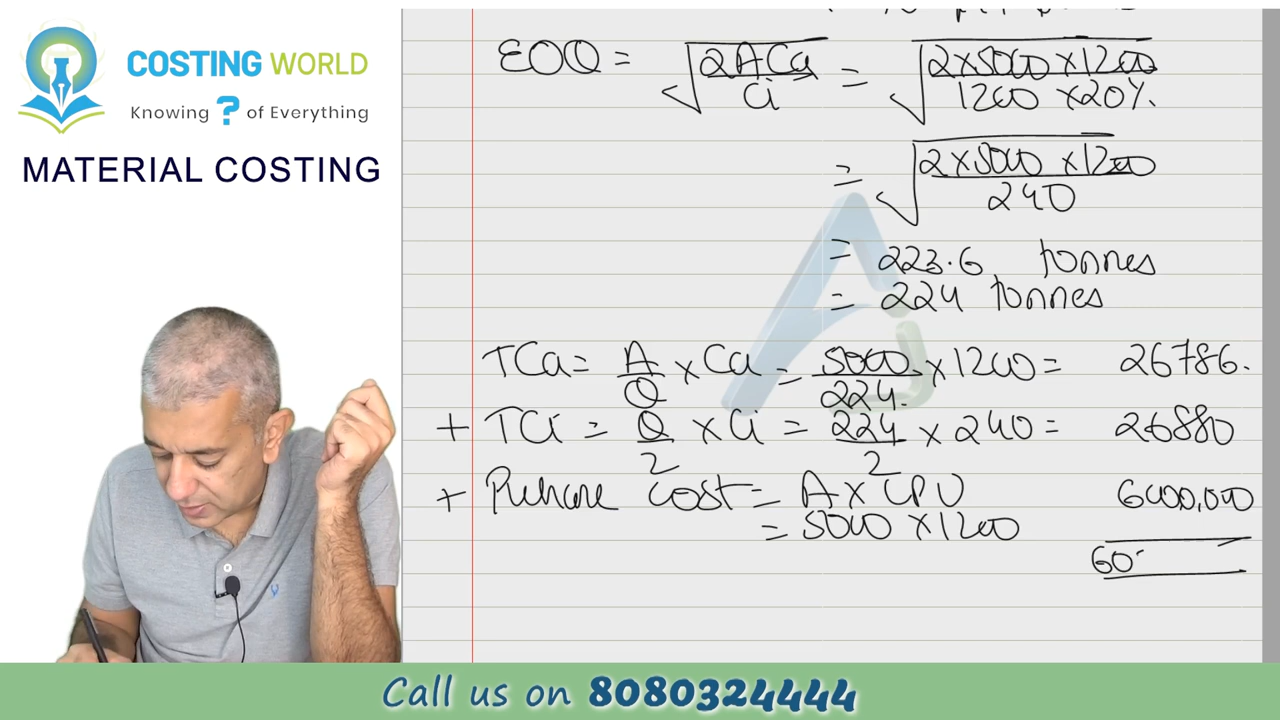 COSTING WORLD
Knowing ? of Everything
MATERIAL COSTING
EOQ = √(2ACa / Ci) = √(2×5000×1200 / 1200×20%)
= √(2×5000×1200 / 240)
= 223.6 tonnes
= 224 tonnes
TCa = A/Q × Ca = 5000/224 × 1200 = 26786.
+ TCi = Q/2 × Ci = 224/2 × 240 = 26880
+ Purchase Cost = A × CPU 6000,000
= 5000 × 1200
60
Call us on 8080324444